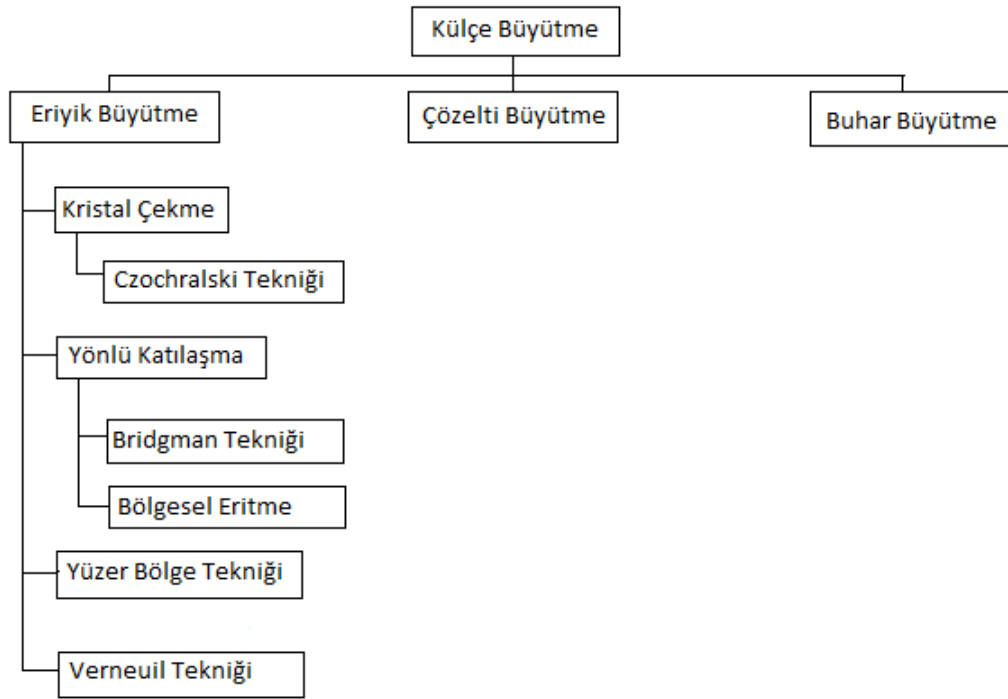 Külçe Büyütme
Eriyik Büyütme
Çözelti Büyütme
Buhar Büyütme
Kristal Çekme
Czochralski Tekniği
Yönlü Katılaşma
Bridgman Tekniği
Bölgesel Eritme
Yüzer Bölge Tekniği
Verneuil Tekniği